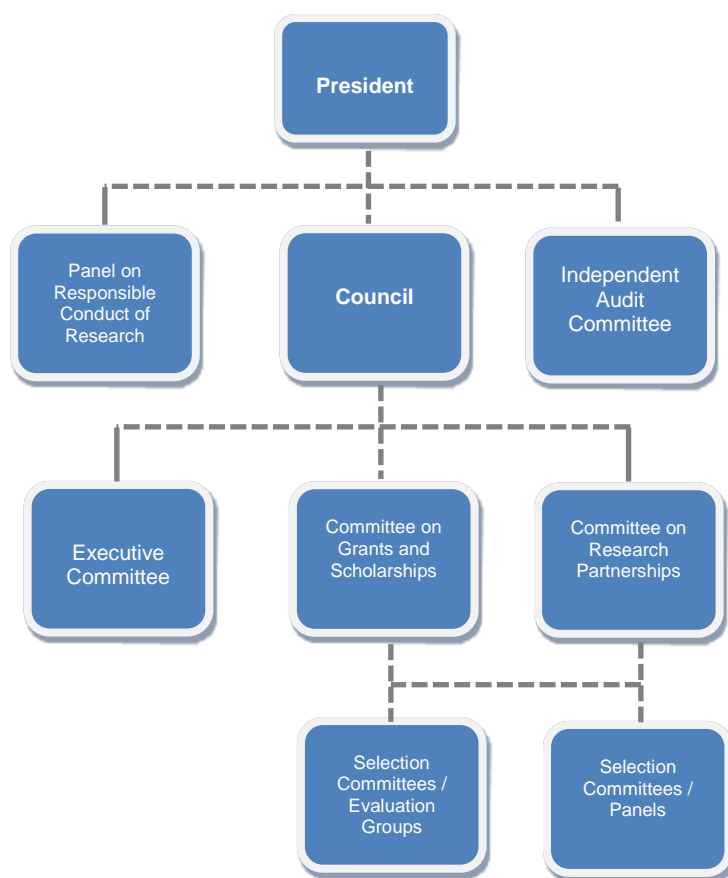 President
Panel on
Responsible
Conduct of
Research
Council
Independent
Audit
Committee
Executive
Committee
Committee on
Grants and
Scholarships
Committee on
Research
Partnerships
Selection
Committees /
Evaluation
Groups
Selection
Committees /
Panels